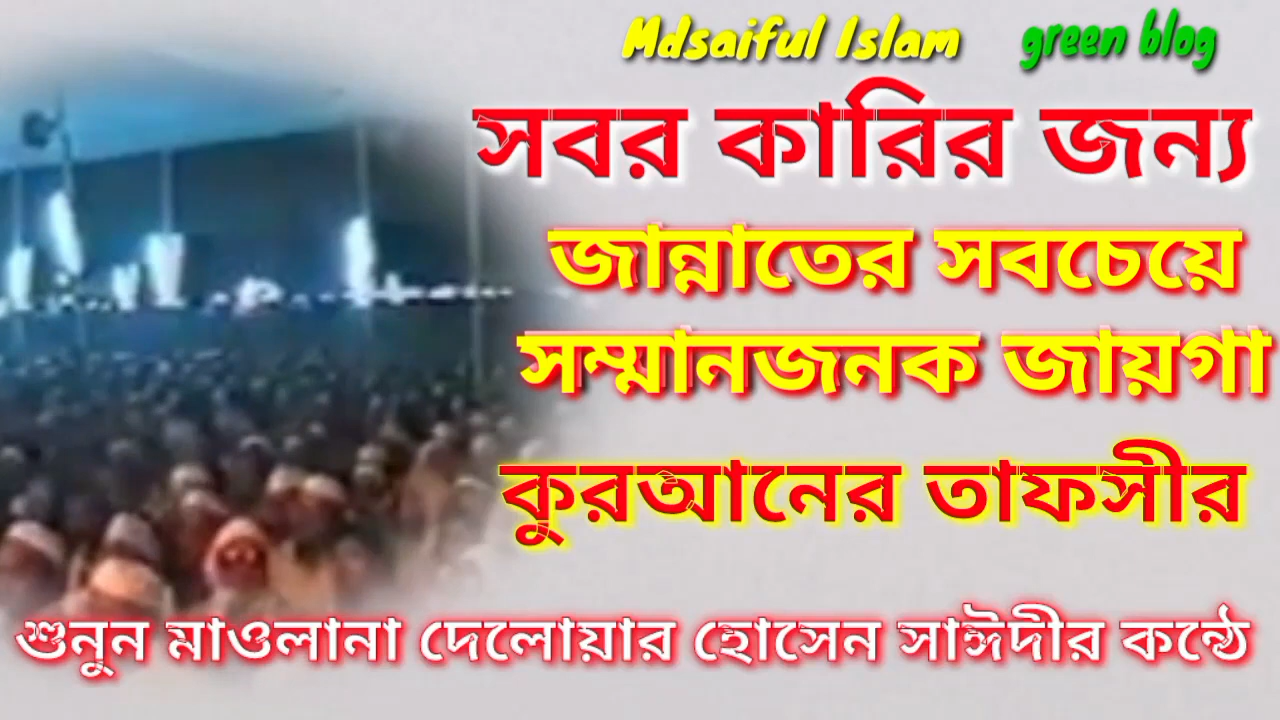 Mdsaiful Islam green blog
সবর কারির জন্য
জান্নাতের সবচেয়ে
সম্মানজনক জায়গা
কুরআনের তাফসীর
শুনুন মাওলানা দেলোয়ার হোসেন সাঈদীর কন্ঠে